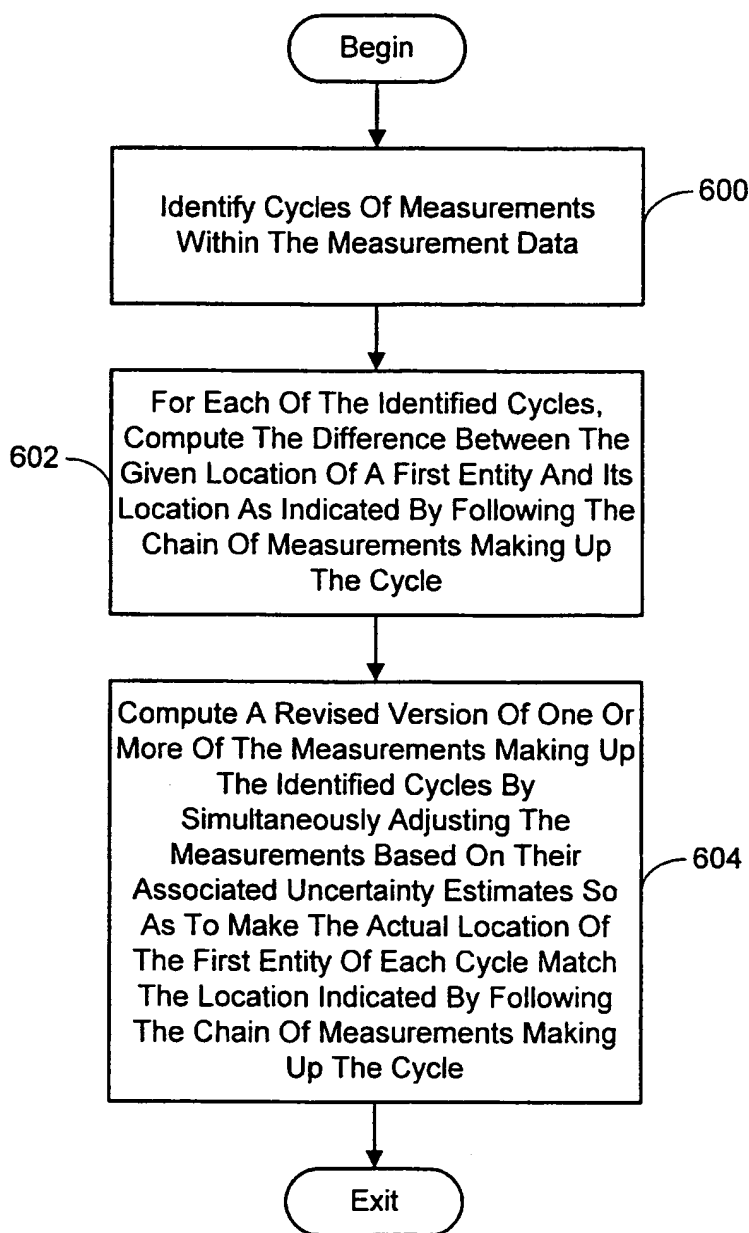 Begin
Identify Cycles Of Measurements
Within The Measurement Data
600
For Each Of The Identified Cycles,
Compute The Difference Between The
Given Location Of A First Entity And Its
Location As Indicated By Following The
Chain Of Measurements Making Up
The Cycle
602
Compute A Revised Version Of One Or
More Of The Measurements Making Up
The Identified Cycles By
Simultaneously Adjusting The
Measurements Based On Their
Associated Uncertainty Estimates So
As To Make The Actual Location Of
The First Entity Of Each Cycle Match
The Location Indicated By Following
The Chain Of Measurements Making
Up The Cycle
604
Exit